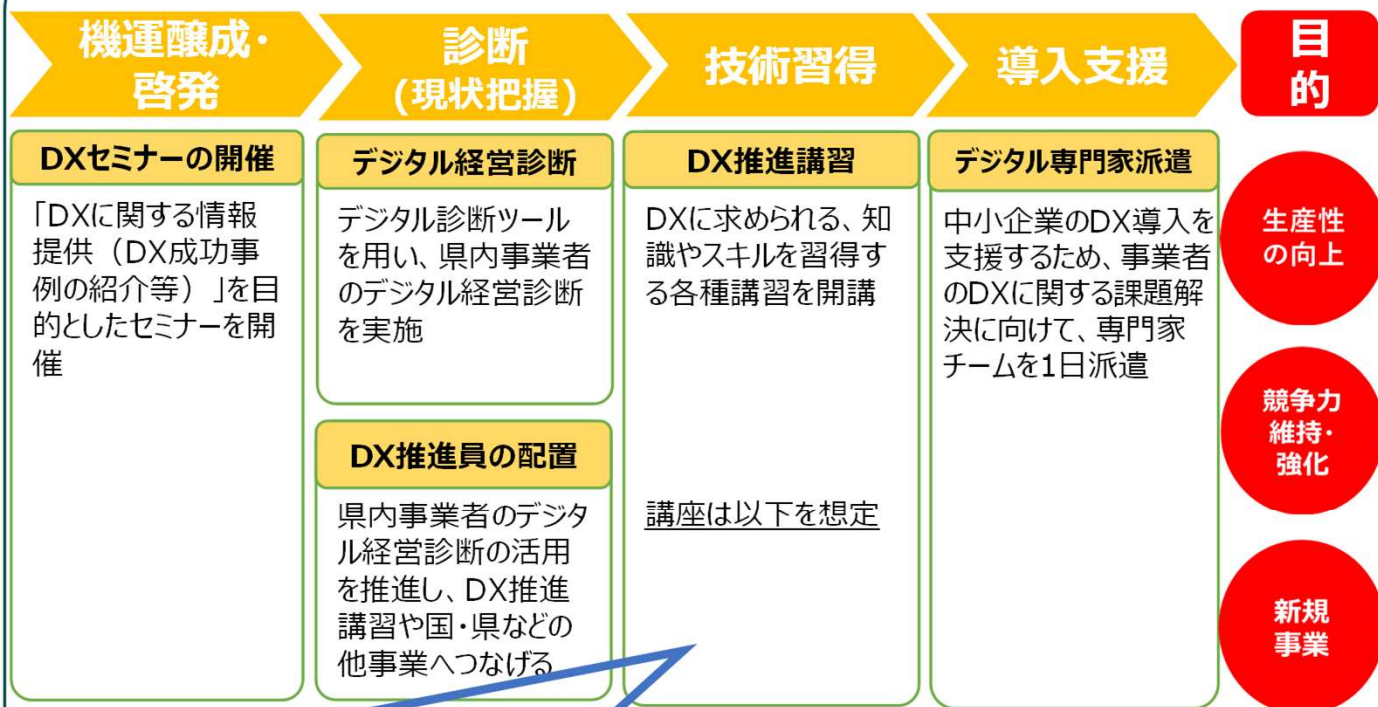 機運醸成・
啓発
診断
(現状把握)
技術習得
導入支援
目
的
DXセミナーの開催
「DXに関する情報
提供（DX成功事
例の紹介等）」を目
的としたセミナーを開
催
デジタル経営診断
デジタル診断ツール
を用い、県内事業者
のデジタル経営診断
を実施
DX推進員の配置
県内事業者のデジタ
ル経営診断の活用
を推進し、DX推進
講習や国・県などの
他事業へつなげる
DX推進講習
DXに求められる、知
識やスキルを習得す
る各種講習を開講
講座は以下を想定
デジタル専門家派遣
中小企業のDX導入を
支援するため、事業者
のDXに関する課題解
決に向けて、専門家
チームを1日派遣
生産性
の向上
競争力
維持・
強化
新規
事業